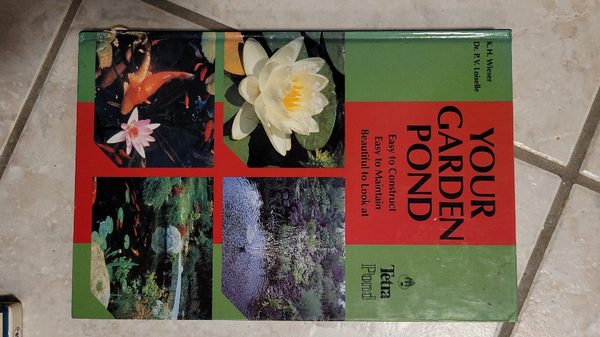 K. H. Wieser
Dr. P. V. Loiselle
YOUR
GARDEN
POND
Easy to Construct
Easy to Maintain
Beautiful to Look at
Tetra
Pond